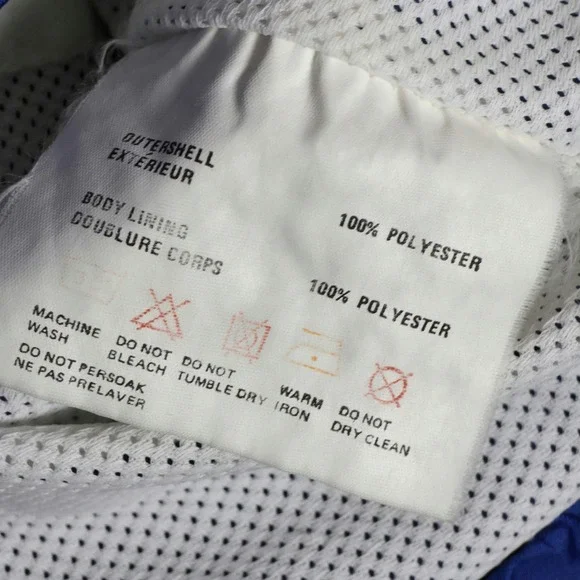 OUTERSHELL
EXTÉRIEUR
100% POLYESTER
BODY LINING
DOUBLURE CORPS
100% POLYESTER
MACHINE WASH
DO NOT BLEACH
DO NOT TUMBLE DRY
WARM IRON
DO NOT DRY CLEAN
DO NOT PERSOAK
NE PAS PRELAVER